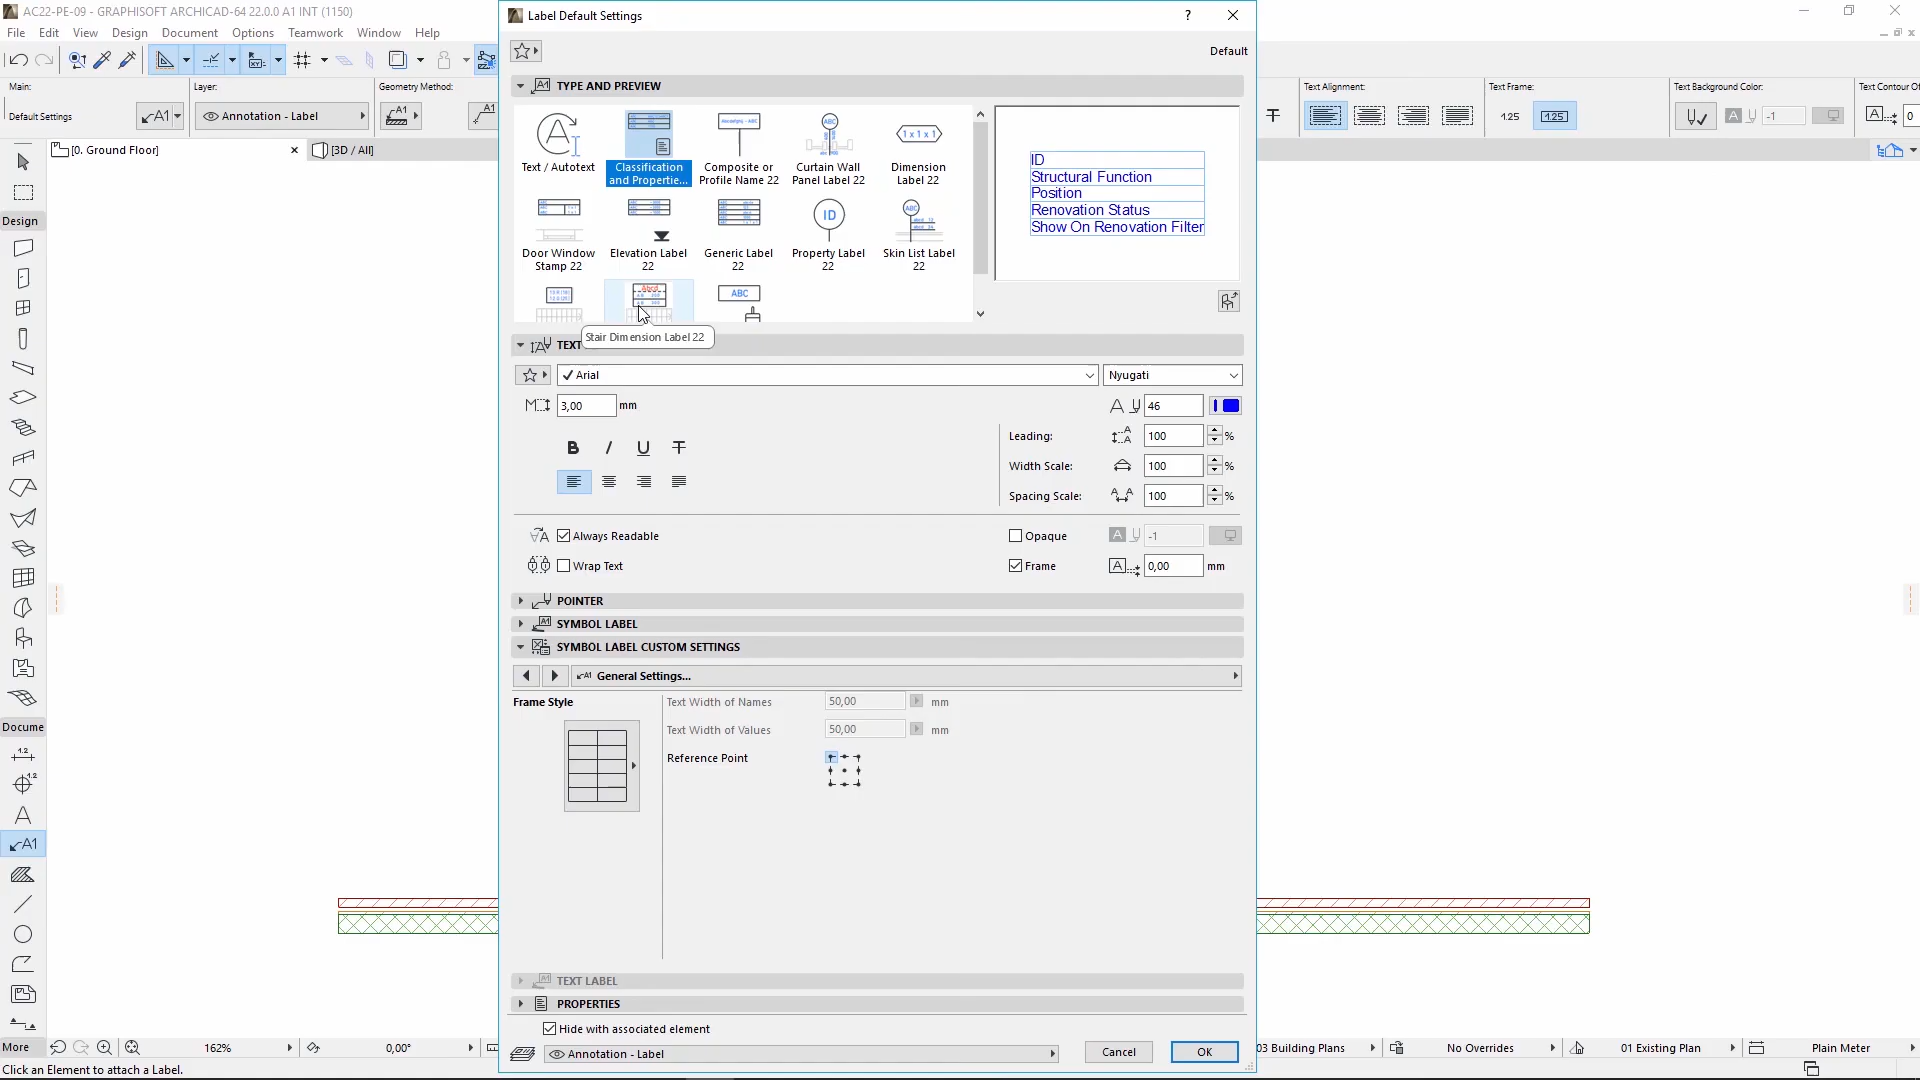 AC22-PE-09 - GRAPHISOFT ARCHICAD-64 22.0.0 A1 INT (1150)
File Edit View Design Document Options Teamwork Window Help
Main:
Default Settings
Layer:
Annotation - Label
Geometry Method:
[0. Ground Floor]
[3D / All]
Design
Docume
More
Label Default Settings
Default
TYPE AND PREVIEW
Text / Autotext
Classification and Propertie...
Composite or Profile Name 22
Curtain Wall Panel Label 22
Dimension Label 22
Door Window Stamp 22
Elevation Label 22
Generic Label 22
Property Label 22
Skin List Label 22
Stair Dimension Label 22
ID
Structural Function
Position
Renovation Status
Show On Renovation Filter
TEXT
Arial
Nyugati
3,00 mm
46
Leading: 100 %
Width Scale: 100 %
Spacing Scale: 100 %
Always Readable
Opaque
-1
Wrap Text
Frame
0,00 mm
POINTER
SYMBOL LABEL
SYMBOL LABEL CUSTOM SETTINGS
General Settings...
Frame Style
Text Width of Names 50,00 mm
Text Width of Values 50,00 mm
Reference Point
TEXT LABEL
PROPERTIES
Hide with associated element
Annotation - Label
Cancel
OK
Text Alignment:
Text Frame:
1.25
1.25
Text Background Color:
-1
Text Contour Of
0
162%
0,00°
03 Building Plans
No Overrides
01 Existing Plan
Plain Meter
Click an Element to attach a Label.